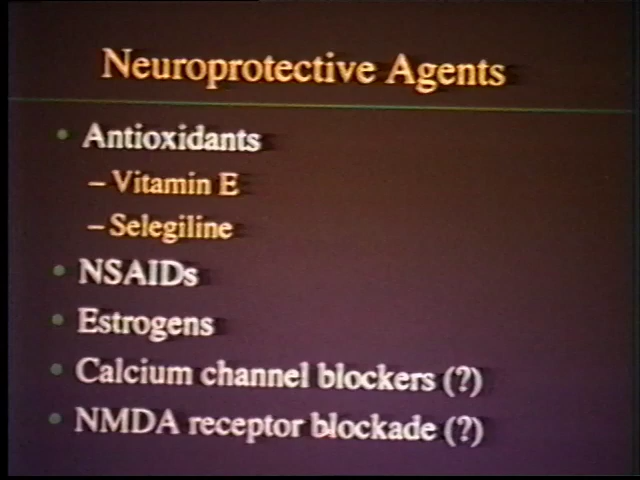 Neuroprotective Agents
• Antioxidants
– Vitamin E
– Selegiline
• NSAIDs
• Estrogens
• Calcium channel blockers (?)
• NMDA receptor blockade (?)